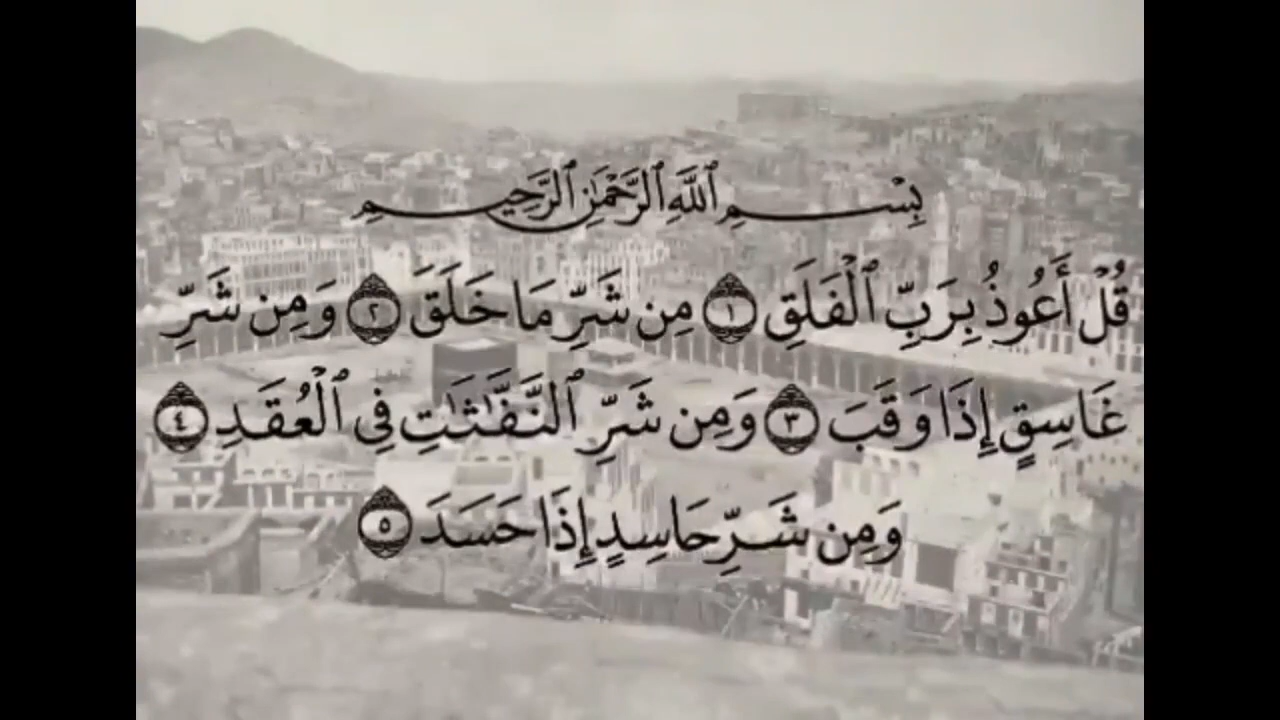 بِسْمِ ٱللَّهِ ٱلرَّحْمَٰنِ ٱلرَّحِيمِ
قُلْ أَعُوذُ بِرَبِّ ٱلْفَلَقِ ١ مِن شَرِّ مَا خَلَقَ ٢ وَمِن شَرِّ
غَاسِقٍ إِذَا وَقَبَ ٣ وَمِن شَرِّ ٱلنَّفَّٰثَٰتِ فِي ٱلْعُقَدِ ٤
وَمِن شَرِّ حَاسِدٍ إِذَا حَسَدَ ٥